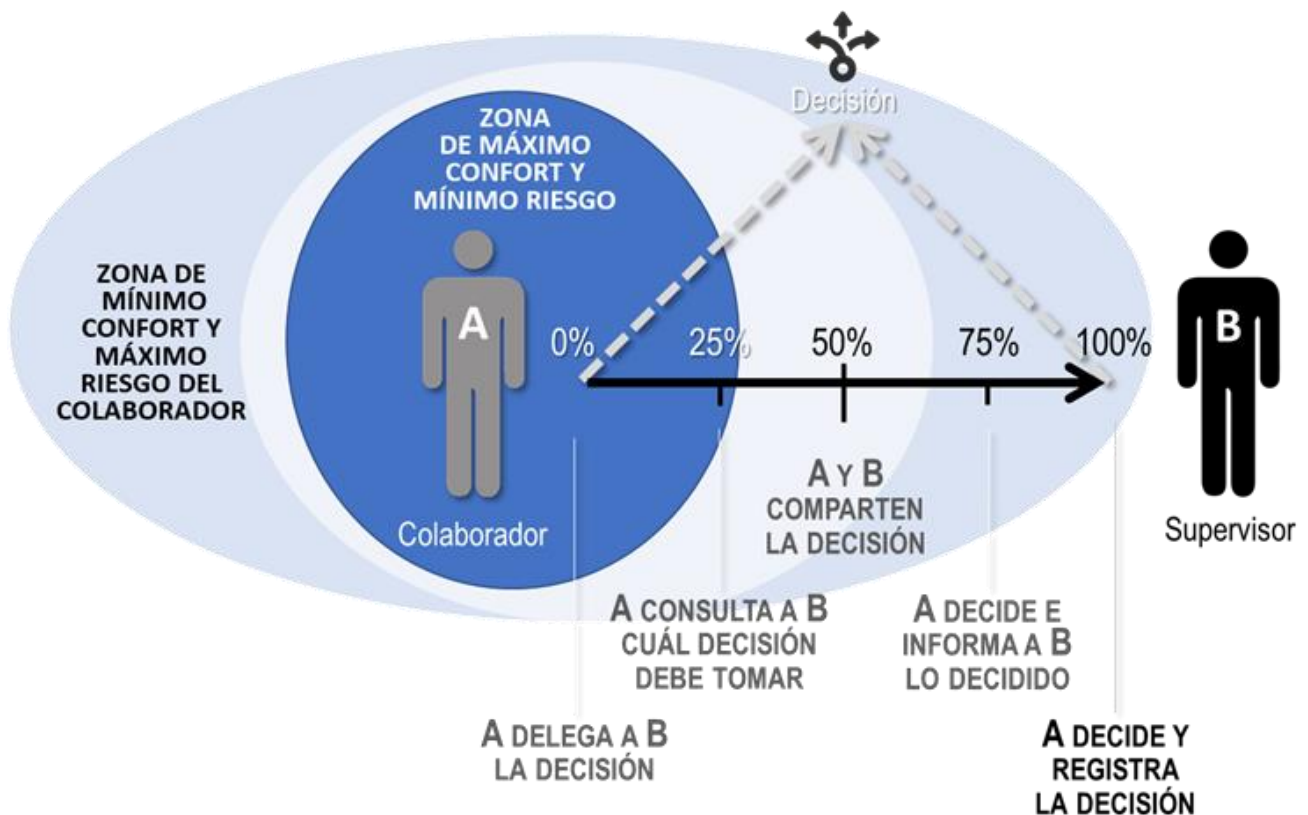 Decisión
ZONA
DE MÁXIMO
CONFORT Y
MÍNIMO RIESGO
ZONA DE
MÍNIMO
CONFORT Y
MÁXIMO
RIESGO DEL
COLABORADOR
A
B
0% 25% 50% 75% 100%
Colaborador
Supervisor
A Y B
COMPARTEN
LA DECISIÓN
A CONSULTA A B
CUÁL DECISIÓN
DEBE TOMAR
A DECIDE E
INFORMA A B
LO DECIDIDO
A DELEGA A B
LA DECISIÓN
A DECIDE Y
REGISTRA
LA DECISIÓN